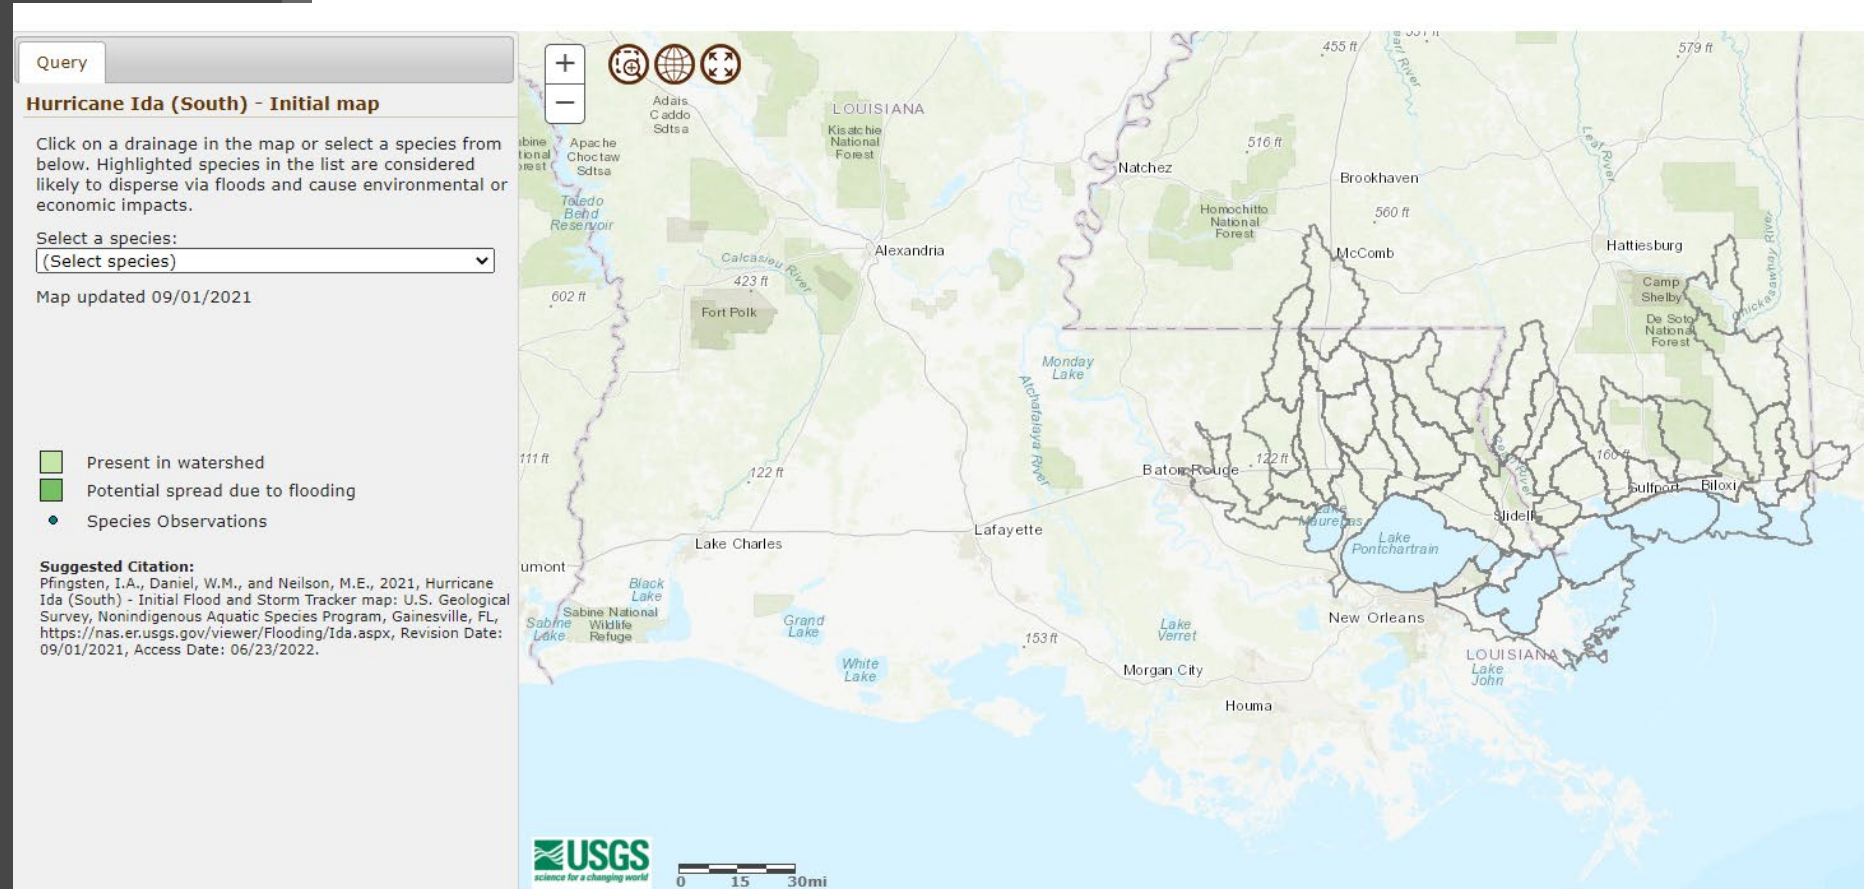 Query
Hurricane Ida (South) - Initial map
Click on a drainage in the map or select a species from
below. Highlighted species in the list are considered
likely to disperse via floods and cause environmental or
economic impacts.
Select a species:
(Select species)
Map updated 09/01/2021
Present in watershed
Potential spread due to flooding
Species Observations
Suggested Citation:
Pfingsten, I.A., Daniel, W.M., and Neilson, M.E., 2021, Hurricane
Ida (South) - Initial Flood and Storm Tracker map: U.S. Geological
Survey, Nonindigenous Aquatic Species Program, Gainesville, FL,
https://nas.er.usgs.gov/viewer/Flooding/Ida.aspx, Revision Date:
09/01/2021, Access Date: 06/23/2022.
+
−
Adais
Caddo
Sdtsa
LOUISIANA
Kisatchie
National
Forest
Apache
Choctaw
Sdtsa
Toledo
Bend
Reservoir
Alexandria
Calcasieu River
423 ft
602 ft
Fort Polk
111 ft
122 ft
Lake Charles
Lafayette
umont
Black
Lake
Sabine National
Wildlife
Refuge
Sabine
Lake
Grand
Lake
White
Lake
153 ft
Natchez
455 ft
579 ft
516 ft
Leaf River
Brookhaven
Homochitto
National
Forest
560 ft
McComb
Hattiesburg
Chickasawhay River
Camp
Shelby
De Soto
National
Forest
Monday
Lake
Atchafalaya River
Baton Rouge
122 ft
Pearl River
160 ft
Gulfport
Biloxi
Slidell
Lake
Maurepas
Lake
Pontchartrain
New Orleans
Lake
Verret
Morgan City
Houma
LOUISIANA
Lake
John
USGS
science for a changing world
0 15 30mi